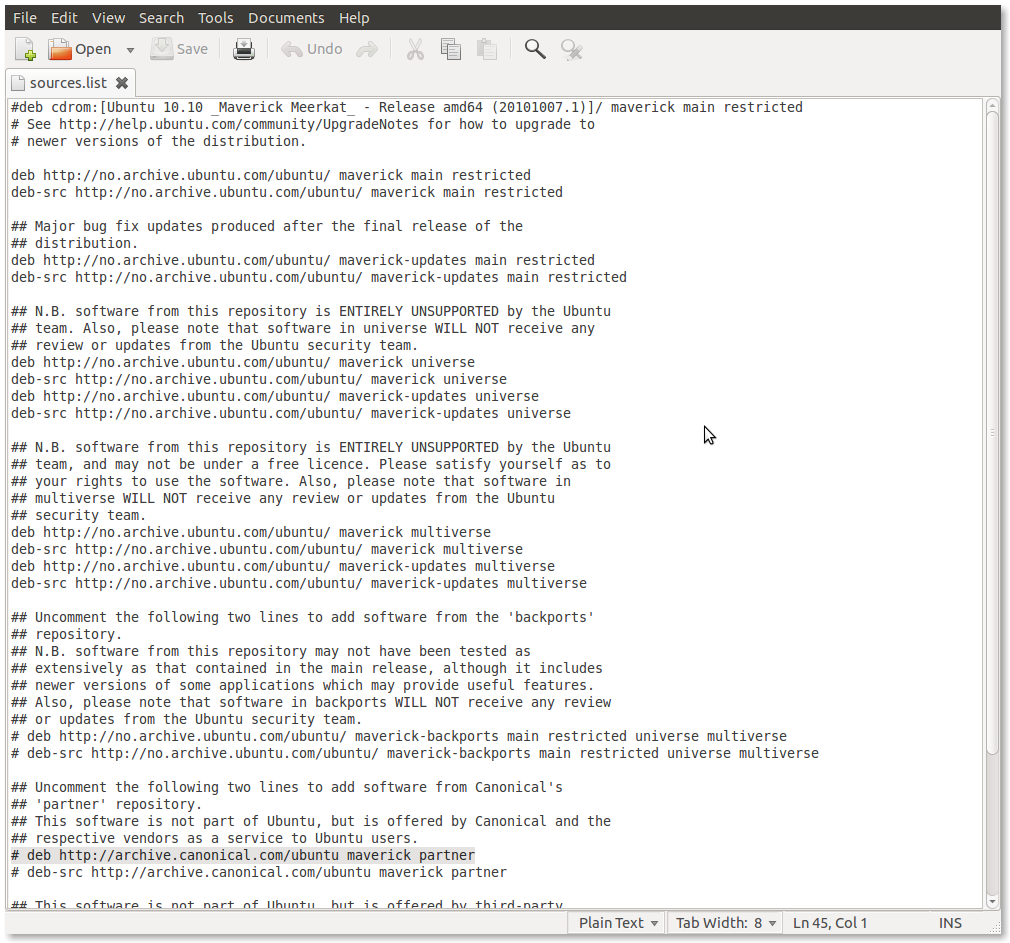 File Edit View Search Tools Documents Help
Open Save Undo
sources.list
#deb cdrom:[Ubuntu 10.10 _Maverick Meerkat_ - Release amd64 (20101007.1)]/ maverick main restricted
# See http://help.ubuntu.com/community/UpgradeNotes for how to upgrade to
# newer versions of the distribution.

deb http://no.archive.ubuntu.com/ubuntu/ maverick main restricted
deb-src http://no.archive.ubuntu.com/ubuntu/ maverick main restricted

## Major bug fix updates produced after the final release of the
## distribution.
deb http://no.archive.ubuntu.com/ubuntu/ maverick-updates main restricted
deb-src http://no.archive.ubuntu.com/ubuntu/ maverick-updates main restricted

## N.B. software from this repository is ENTIRELY UNSUPPORTED by the Ubuntu
## team. Also, please note that software in universe WILL NOT receive any
## review or updates from the Ubuntu security team.
deb http://no.archive.ubuntu.com/ubuntu/ maverick universe
deb-src http://no.archive.ubuntu.com/ubuntu/ maverick universe
deb http://no.archive.ubuntu.com/ubuntu/ maverick-updates universe
deb-src http://no.archive.ubuntu.com/ubuntu/ maverick-updates universe

## N.B. software from this repository is ENTIRELY UNSUPPORTED by the Ubuntu
## team, and may not be under a free licence. Please satisfy yourself as to
## your rights to use the software. Also, please note that software in
## multiverse WILL NOT receive any review or updates from the Ubuntu
## security team.
deb http://no.archive.ubuntu.com/ubuntu/ maverick multiverse
deb-src http://no.archive.ubuntu.com/ubuntu/ maverick multiverse
deb http://no.archive.ubuntu.com/ubuntu/ maverick-updates multiverse
deb-src http://no.archive.ubuntu.com/ubuntu/ maverick-updates multiverse

## Uncomment the following two lines to add software from the 'backports'
## repository.
## N.B. software from this repository may not have been tested as
## extensively as that contained in the main release, although it includes
## newer versions of some applications which may provide useful features.
## Also, please note that software in backports WILL NOT receive any review
## or updates from the Ubuntu security team.
# deb http://no.archive.ubuntu.com/ubuntu/ maverick-backports main restricted universe multiverse
# deb-src http://no.archive.ubuntu.com/ubuntu/ maverick-backports main restricted universe multiverse

## Uncomment the following two lines to add software from Canonical's
## 'partner' repository.
## This software is not part of Ubuntu, but is offered by Canonical and the
## respective vendors as a service to Ubuntu users.
# deb http://archive.canonical.com/ubuntu maverick partner
# deb-src http://archive.canonical.com/ubuntu maverick partner

## This software is not part of Ubuntu, but is offered by third-party
Plain Text Tab Width: 8 Ln 45, Col 1 INS